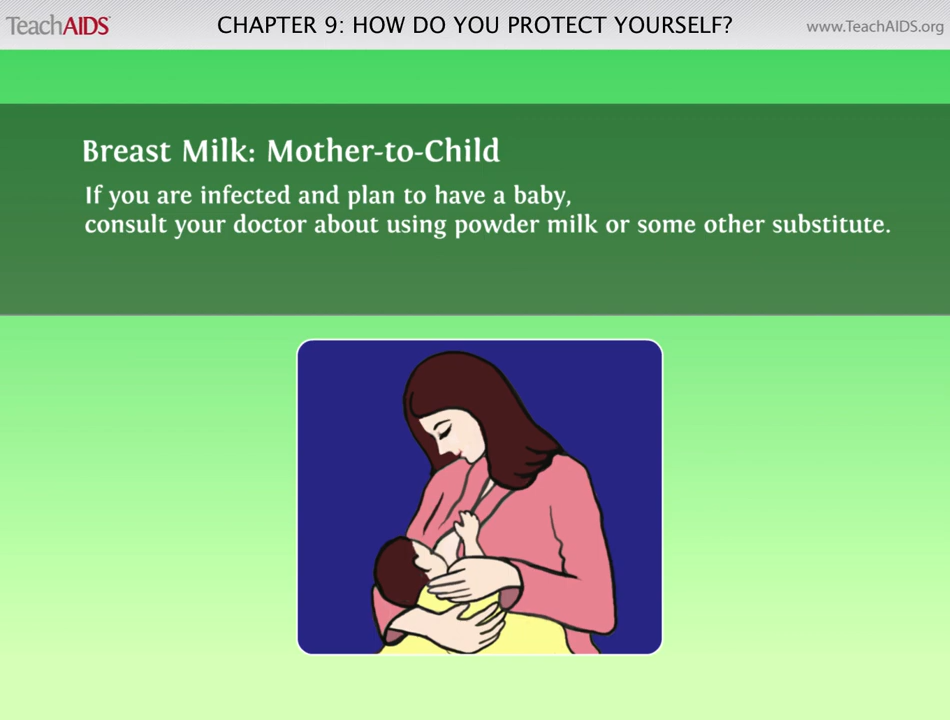 TeachAIDS
CHAPTER 9: HOW DO YOU PROTECT YOURSELF?
www.TeachAIDS.org
Breast Milk: Mother-to-Child
If you are infected and plan to have a baby,
consult your doctor about using powder milk or some other substitute.